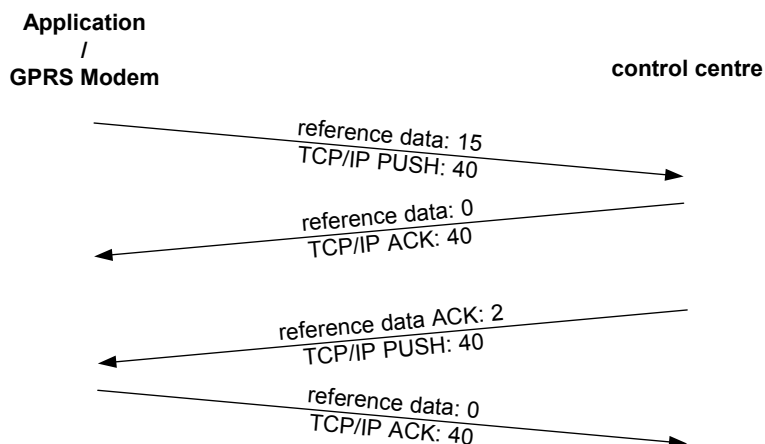 Application
/
GPRS Modem
control centre
reference data: 15
TCP/IP PUSH: 40
reference data: 0
TCP/IP ACK: 40
reference data ACK: 2
TCP/IP PUSH: 40
reference data: 0
TCP/IP ACK: 40